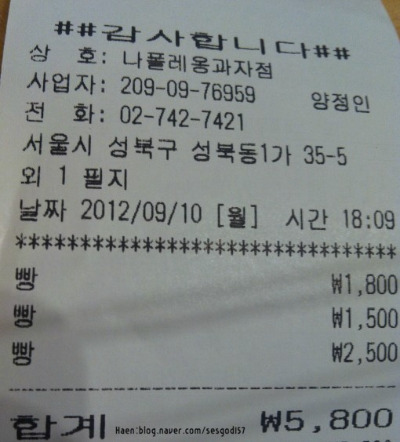 ##감사합니다##
상 호: 나폴레옹과자점
사업자: 209-09-76959 양정인
전 화: 02-742-7421
서울시 성북구 성북동1가 35-5
외 1 필지
날짜 2012/09/10 [월] 시간 18:09
********************************
빵 ₩1,800
빵 ₩1,500
빵 ₩2,500
--------------------------------
합계 ₩5,800
Haen:blog.naver.com/sesgod157